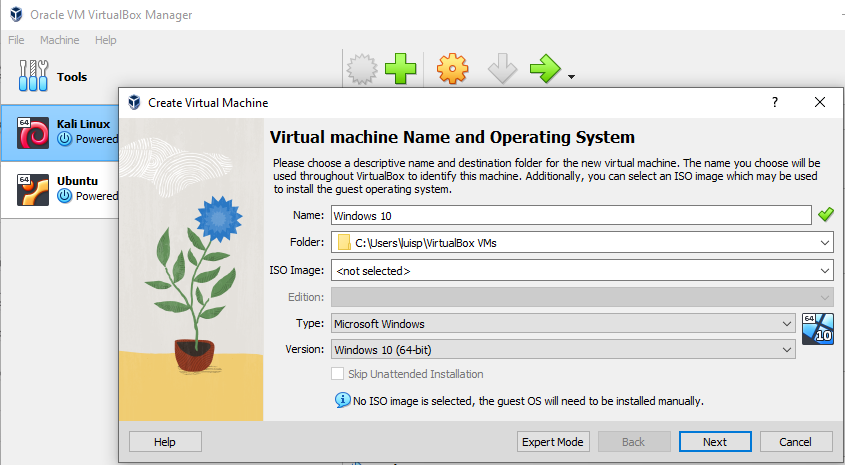 Oracle VM VirtualBox Manager
File Machine Help
Tools
64
Kali Linux
Powered
64
Ubuntu
Powered
Create Virtual Machine
?
Virtual machine Name and Operating System
Please choose a descriptive name and destination folder for the new virtual machine. The name you choose will be
used throughout VirtualBox to identify this machine. Additionally, you can select an ISO image which may be used
to install the guest operating system.
Name: Windows 10
Folder: C:\Users\luisp\VirtualBox VMs
ISO Image: <not selected>
Edition:
Type: Microsoft Windows
64
10
Version: Windows 10 (64-bit)
Skip Unattended Installation
No ISO image is selected, the guest OS will need to be installed manually.
Help Expert Mode Back Next Cancel